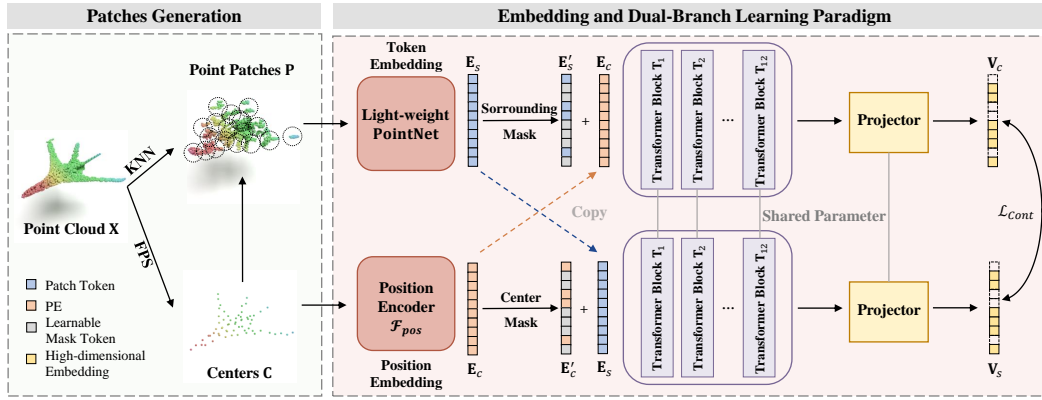 Patches Generation
Embedding and Dual-Branch Learning Paradigm
Point Patches P
KNN
Point Cloud X
FPS
Patch Token
PE
Learnable
Mask Token
High-dimensional
Embedding
Centers C
Token
Embedding
Light-weight
PointNet
E_s
Sorrounding
Mask
E'_s
+
E_c
Transformer Block T_1
Transformer Block T_2
...
Transformer Block T_12
Projector
V_c
Copy
Shared Parameter
ℒ_Cont
Position
Encoder
ℱ_pos
Position
Embedding
E_c
Center
Mask
E'_c
+
E_s
Transformer Block T_1
Transformer Block T_2
...
Transformer Block T_12
Projector
V_s